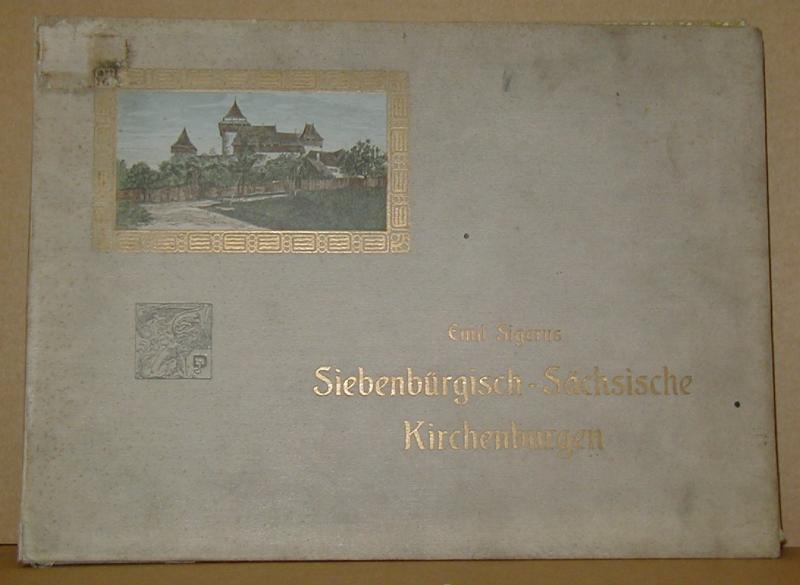 Emil Sigerus
Siebenbürgisch-Sächsische
Kirchenburgen